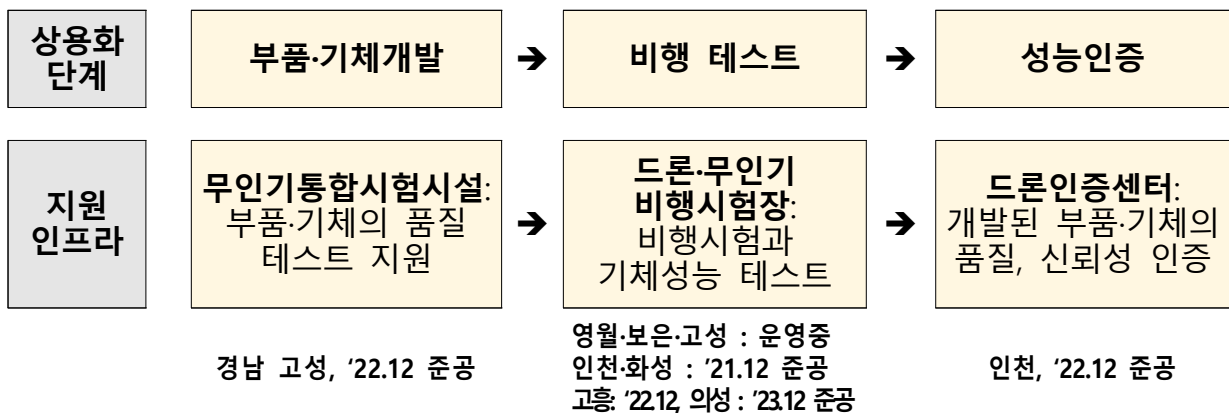 상용화
단계
부품·기체개발
➔
비행 테스트
➔
성능인증
지원
인프라
무인기통합시험시설:
부품·기체의 품질
테스트 지원
➔
드론·무인기
비행시험장:
비행시험과
기체성능 테스트
➔
드론인증센터:
개발된 부품·기체의
품질, 신뢰성 인증
경남 고성, ‘22.12 준공
영월·보은·고성 : 운영중
인천·화성 : ’21.12 준공
고흥: ‘22.12, 의성 : ’23.12 준공
인천, ‘22.12 준공